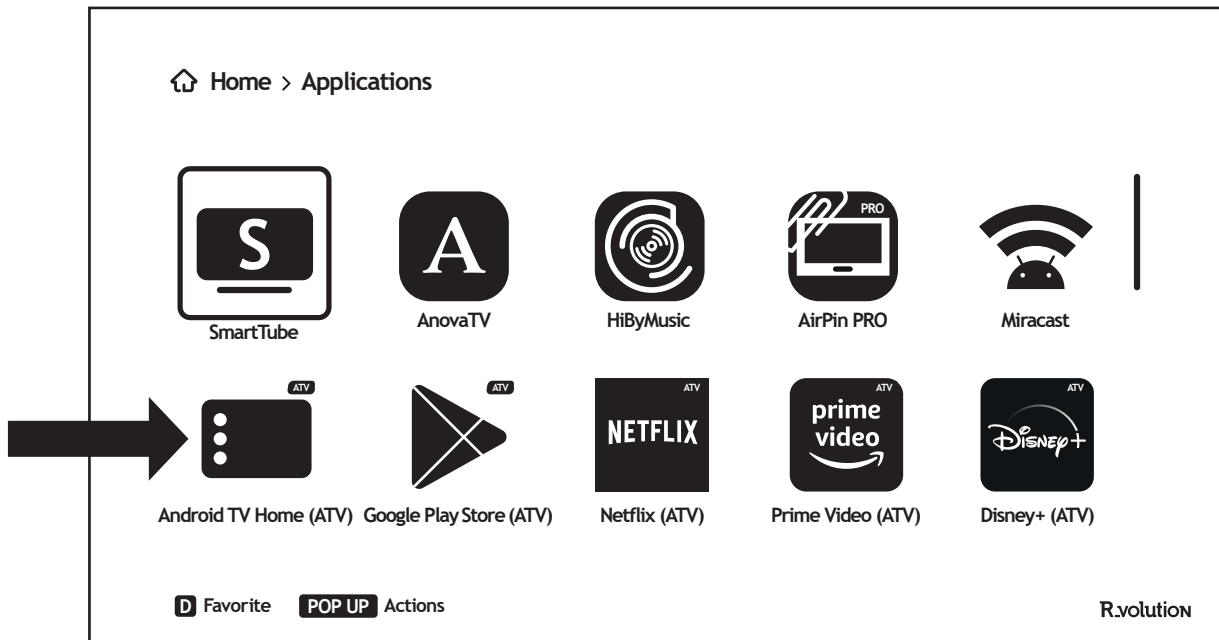 Home > Applications
S
A
PRO
SmartTube
AnovaTV
HiByMusic
AirPin PRO
Miracast
ATV
ATV
ATV
ATV
ATV
NETFLIX
prime
video
Disney+
Android TV Home (ATV)
Google Play Store (ATV)
Netflix (ATV)
Prime Video (ATV)
Disney+ (ATV)
D Favorite
POP UP Actions
R_volution